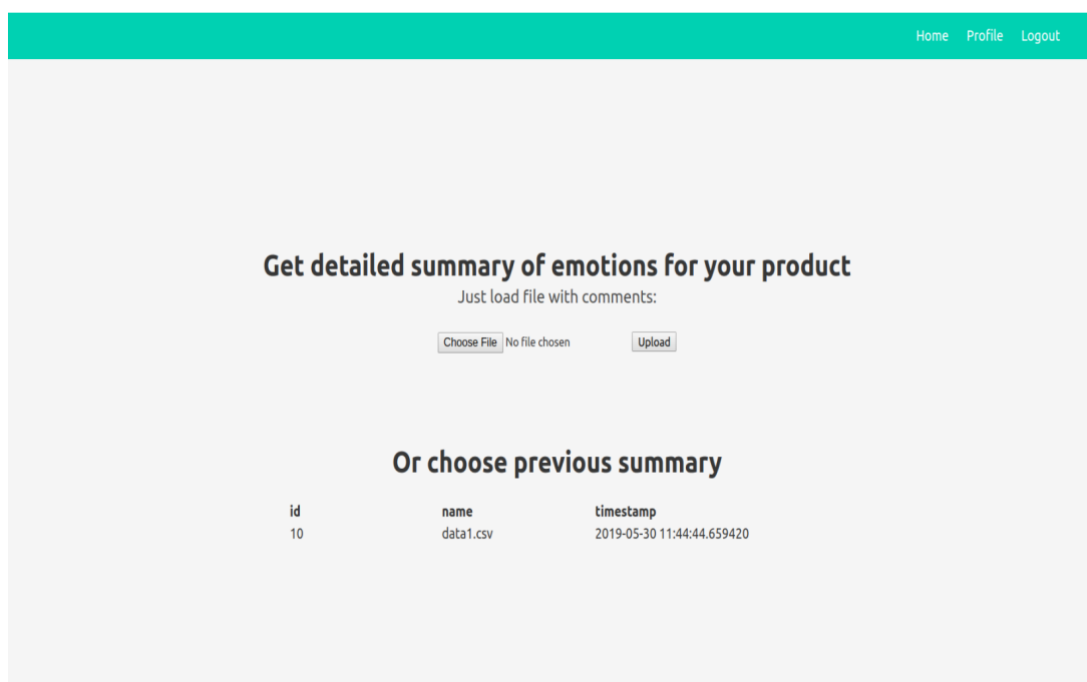 Home Profile Logout
Get detailed summary of emotions for your product
Just load file with comments:
Choose File No file chosen Upload
Or choose previous summary
id name timestamp
10 data1.csv 2019-05-30 11:44:44.659420